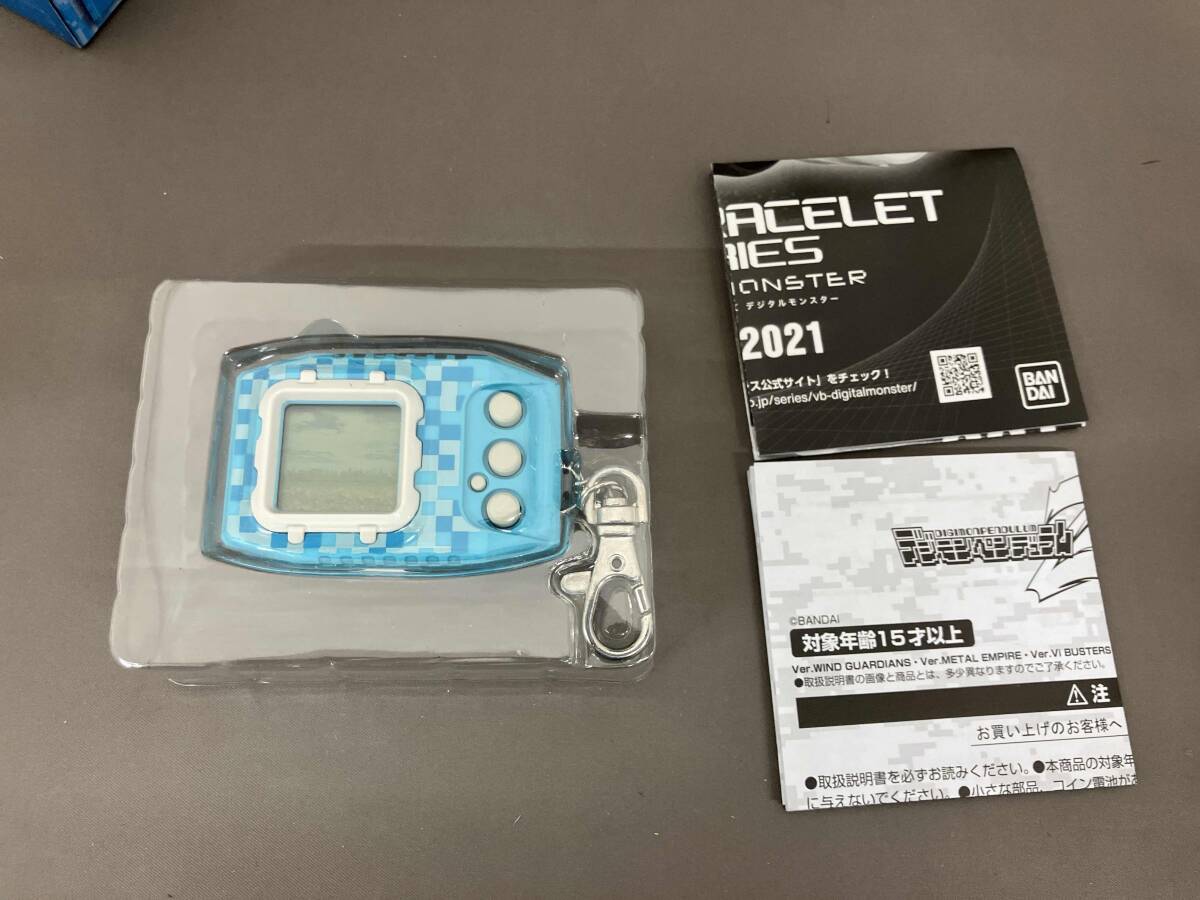 RACELET
RIES
MONSTER
デジタルモンスター
2021
ス公式サイト」をチェック！
.jp/series/vb-digitalmonster/
BAN
DAI
DIGIMONPENDULUM
デジモンペンデュラム
©BANDAI
対象年齢15才以上
Ver.WIND GUARDIANS・Ver.METAL EMPIRE・Ver.VI BUSTERS
●取扱説明書の画像と商品とは、多少異なりますのでご了承ください。
⚠注
お買い上げのお客様へ
●取扱説明書を必ずお読みください。●本商品の対象年
に与えないでください。●小さな部品、コイン電池が